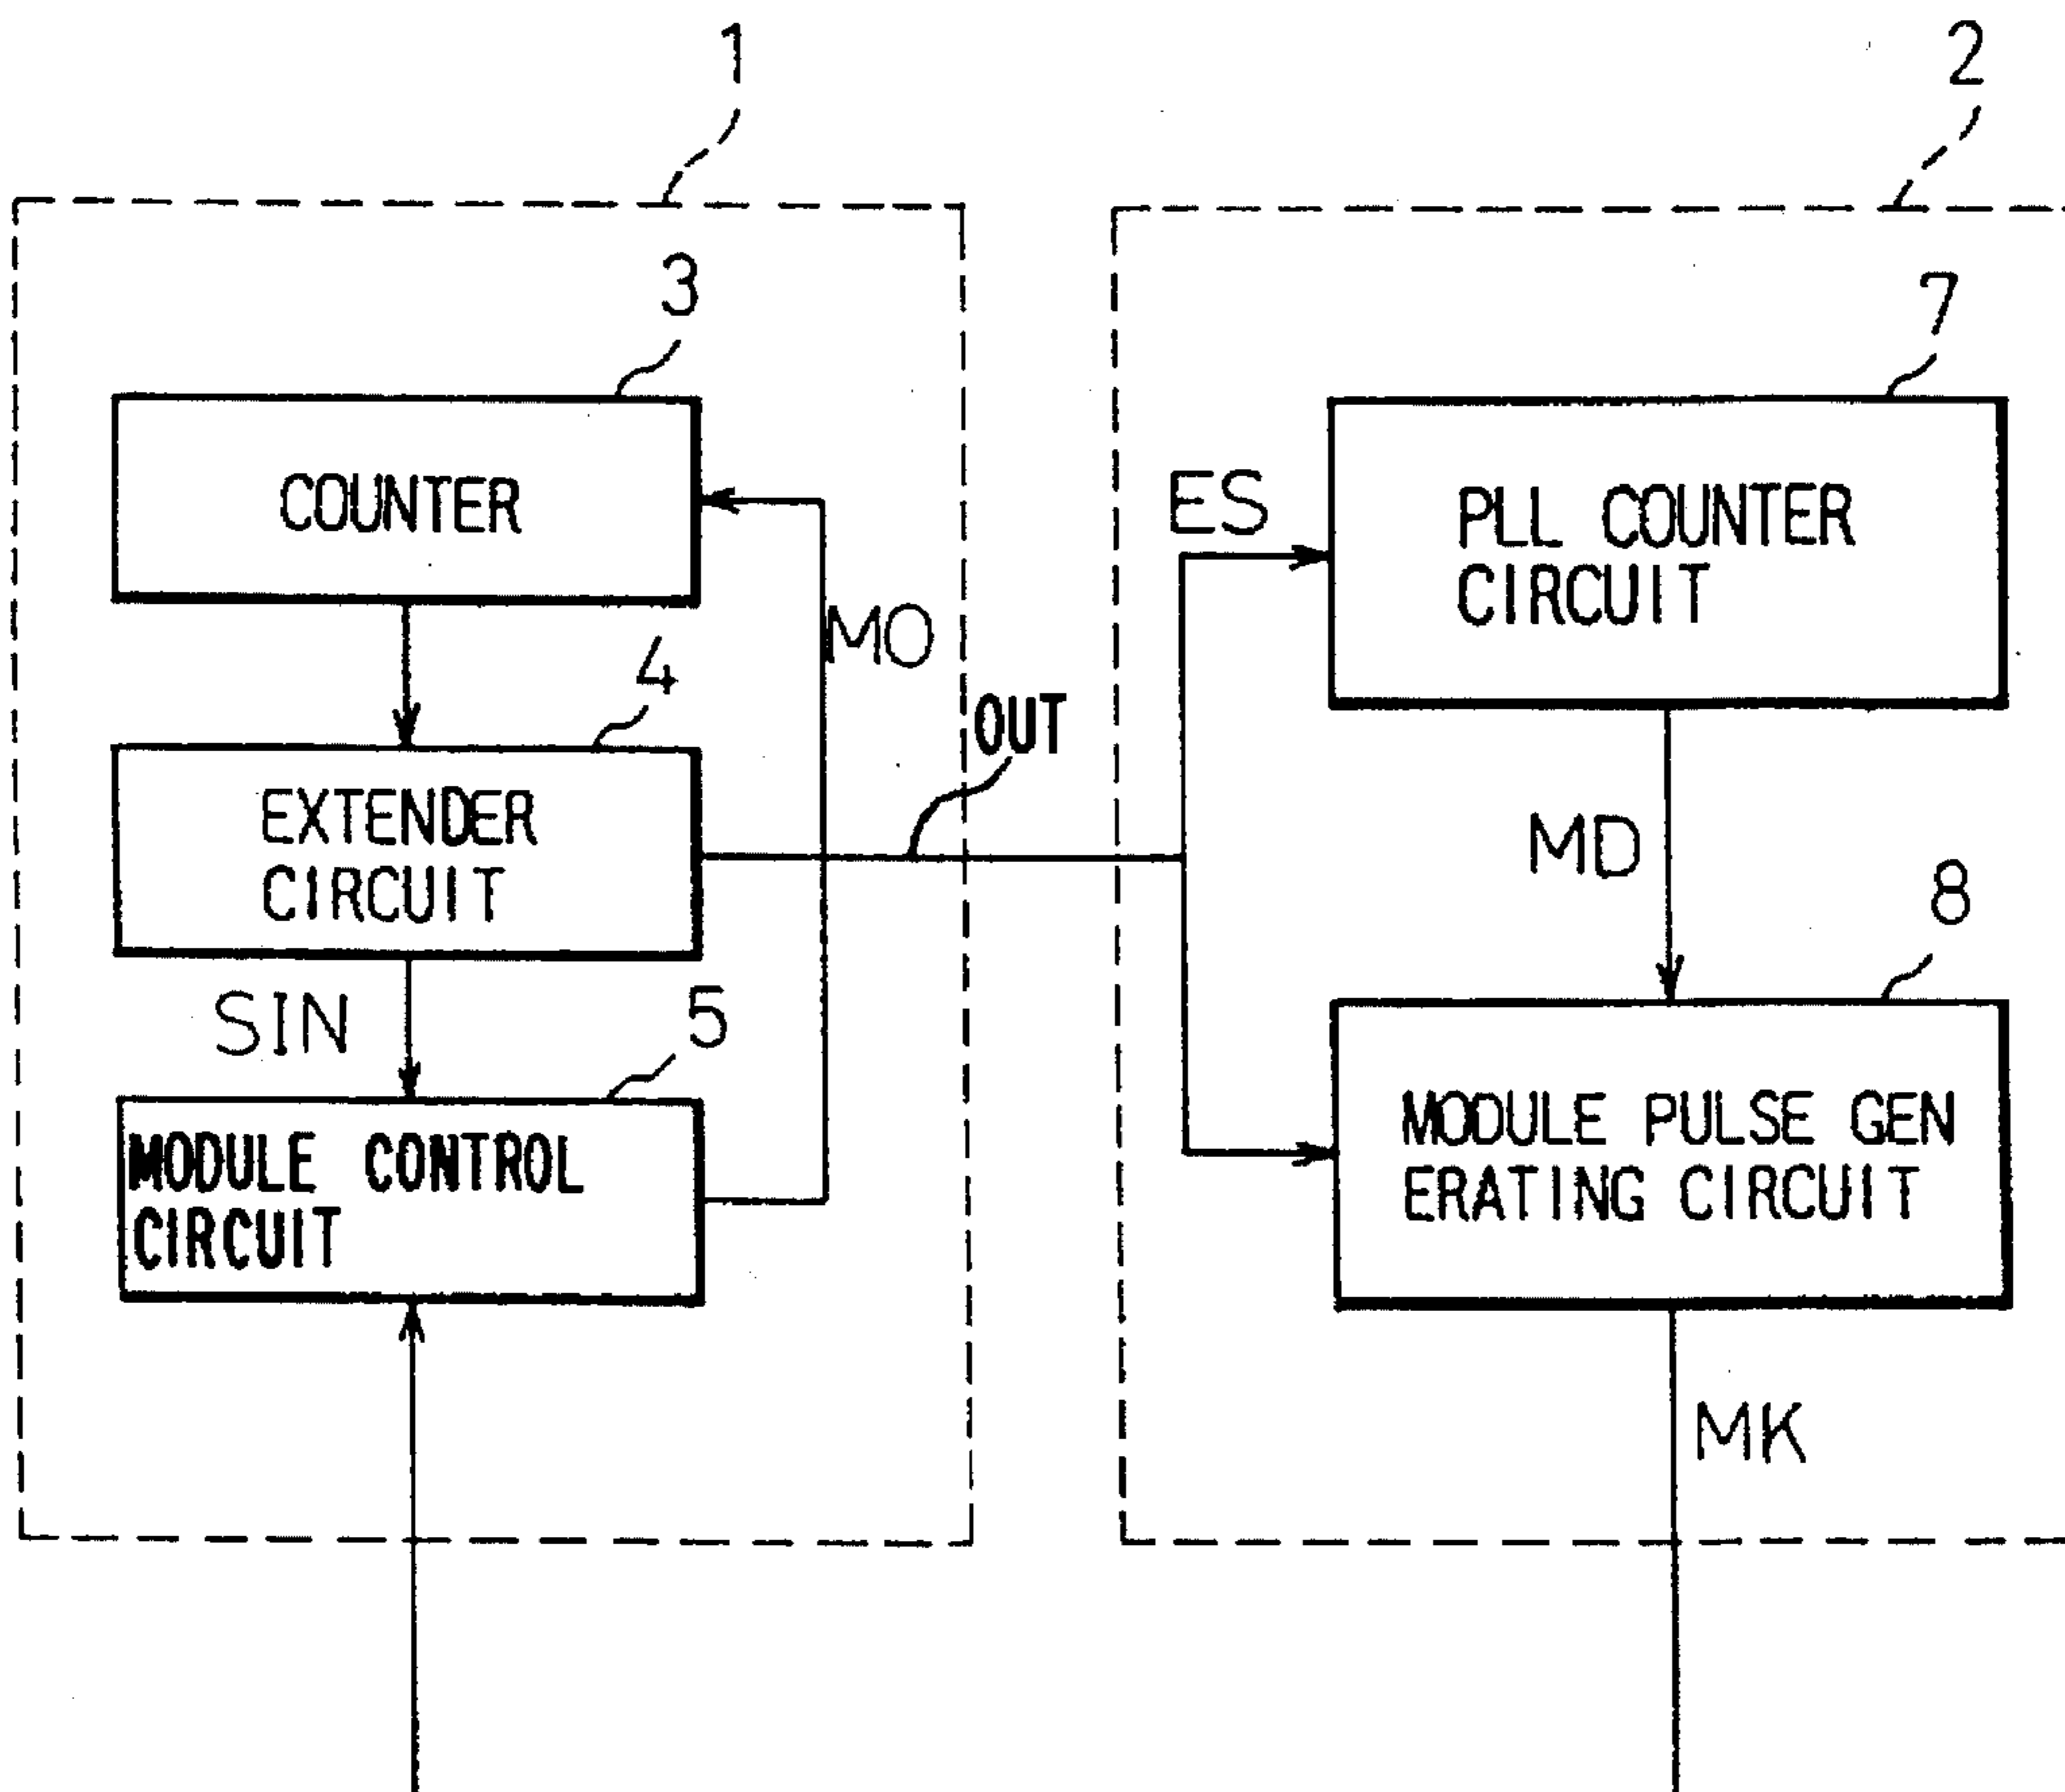 1
2
3
7
COUNTER
ES
PLL COUNTER
CIRCUIT
MO
4
OUT
EXTENDER
CIRCUIT
MD
8
SIN
5
MODULE CONTROL
CIRCUIT
MODULE PULSE GEN
ERATING CIRCUIT
MK